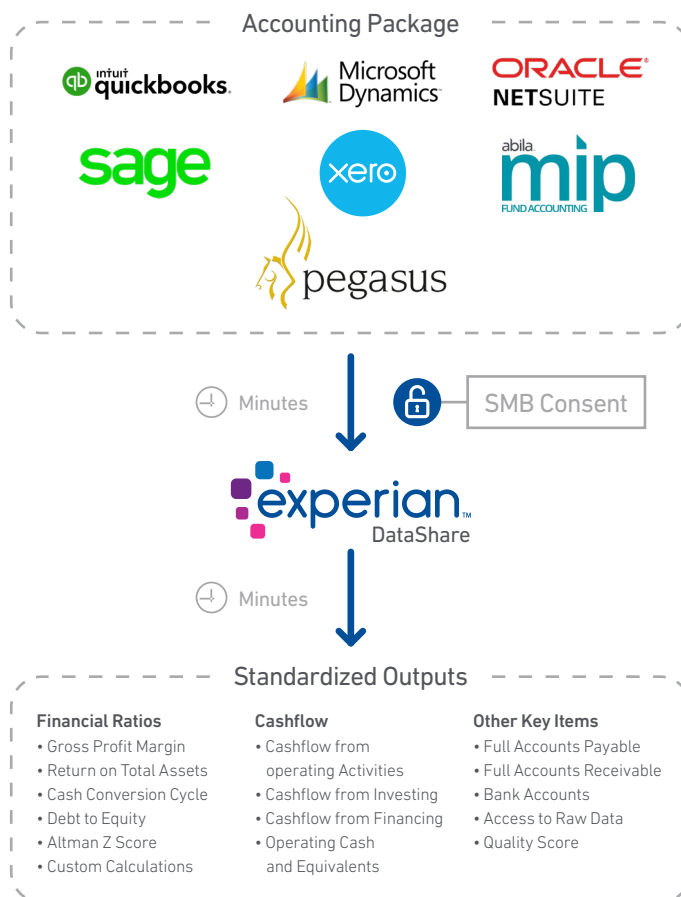 Accounting Package
qb intuit quickbooks.
Microsoft
Dynamics
ORACLE®
NETSUITE
sage
xero
abila
mip
FUND ACCOUNTING
pegasus
Minutes
SMB Consent
experian™
DataShare
Minutes
Standardized Outputs
Financial Ratios
• Gross Profit Margin
• Return on Total Assets
• Cash Conversion Cycle
• Debt to Equity
• Altman Z Score
• Custom Calculations
Cashflow
• Cashflow from
operating Activities
• Cashflow from Investing
• Cashflow from Financing
• Operating Cash
and Equivalents
Other Key Items
• Full Accounts Payable
• Full Accounts Receivable
• Bank Accounts
• Access to Raw Data
• Quality Score